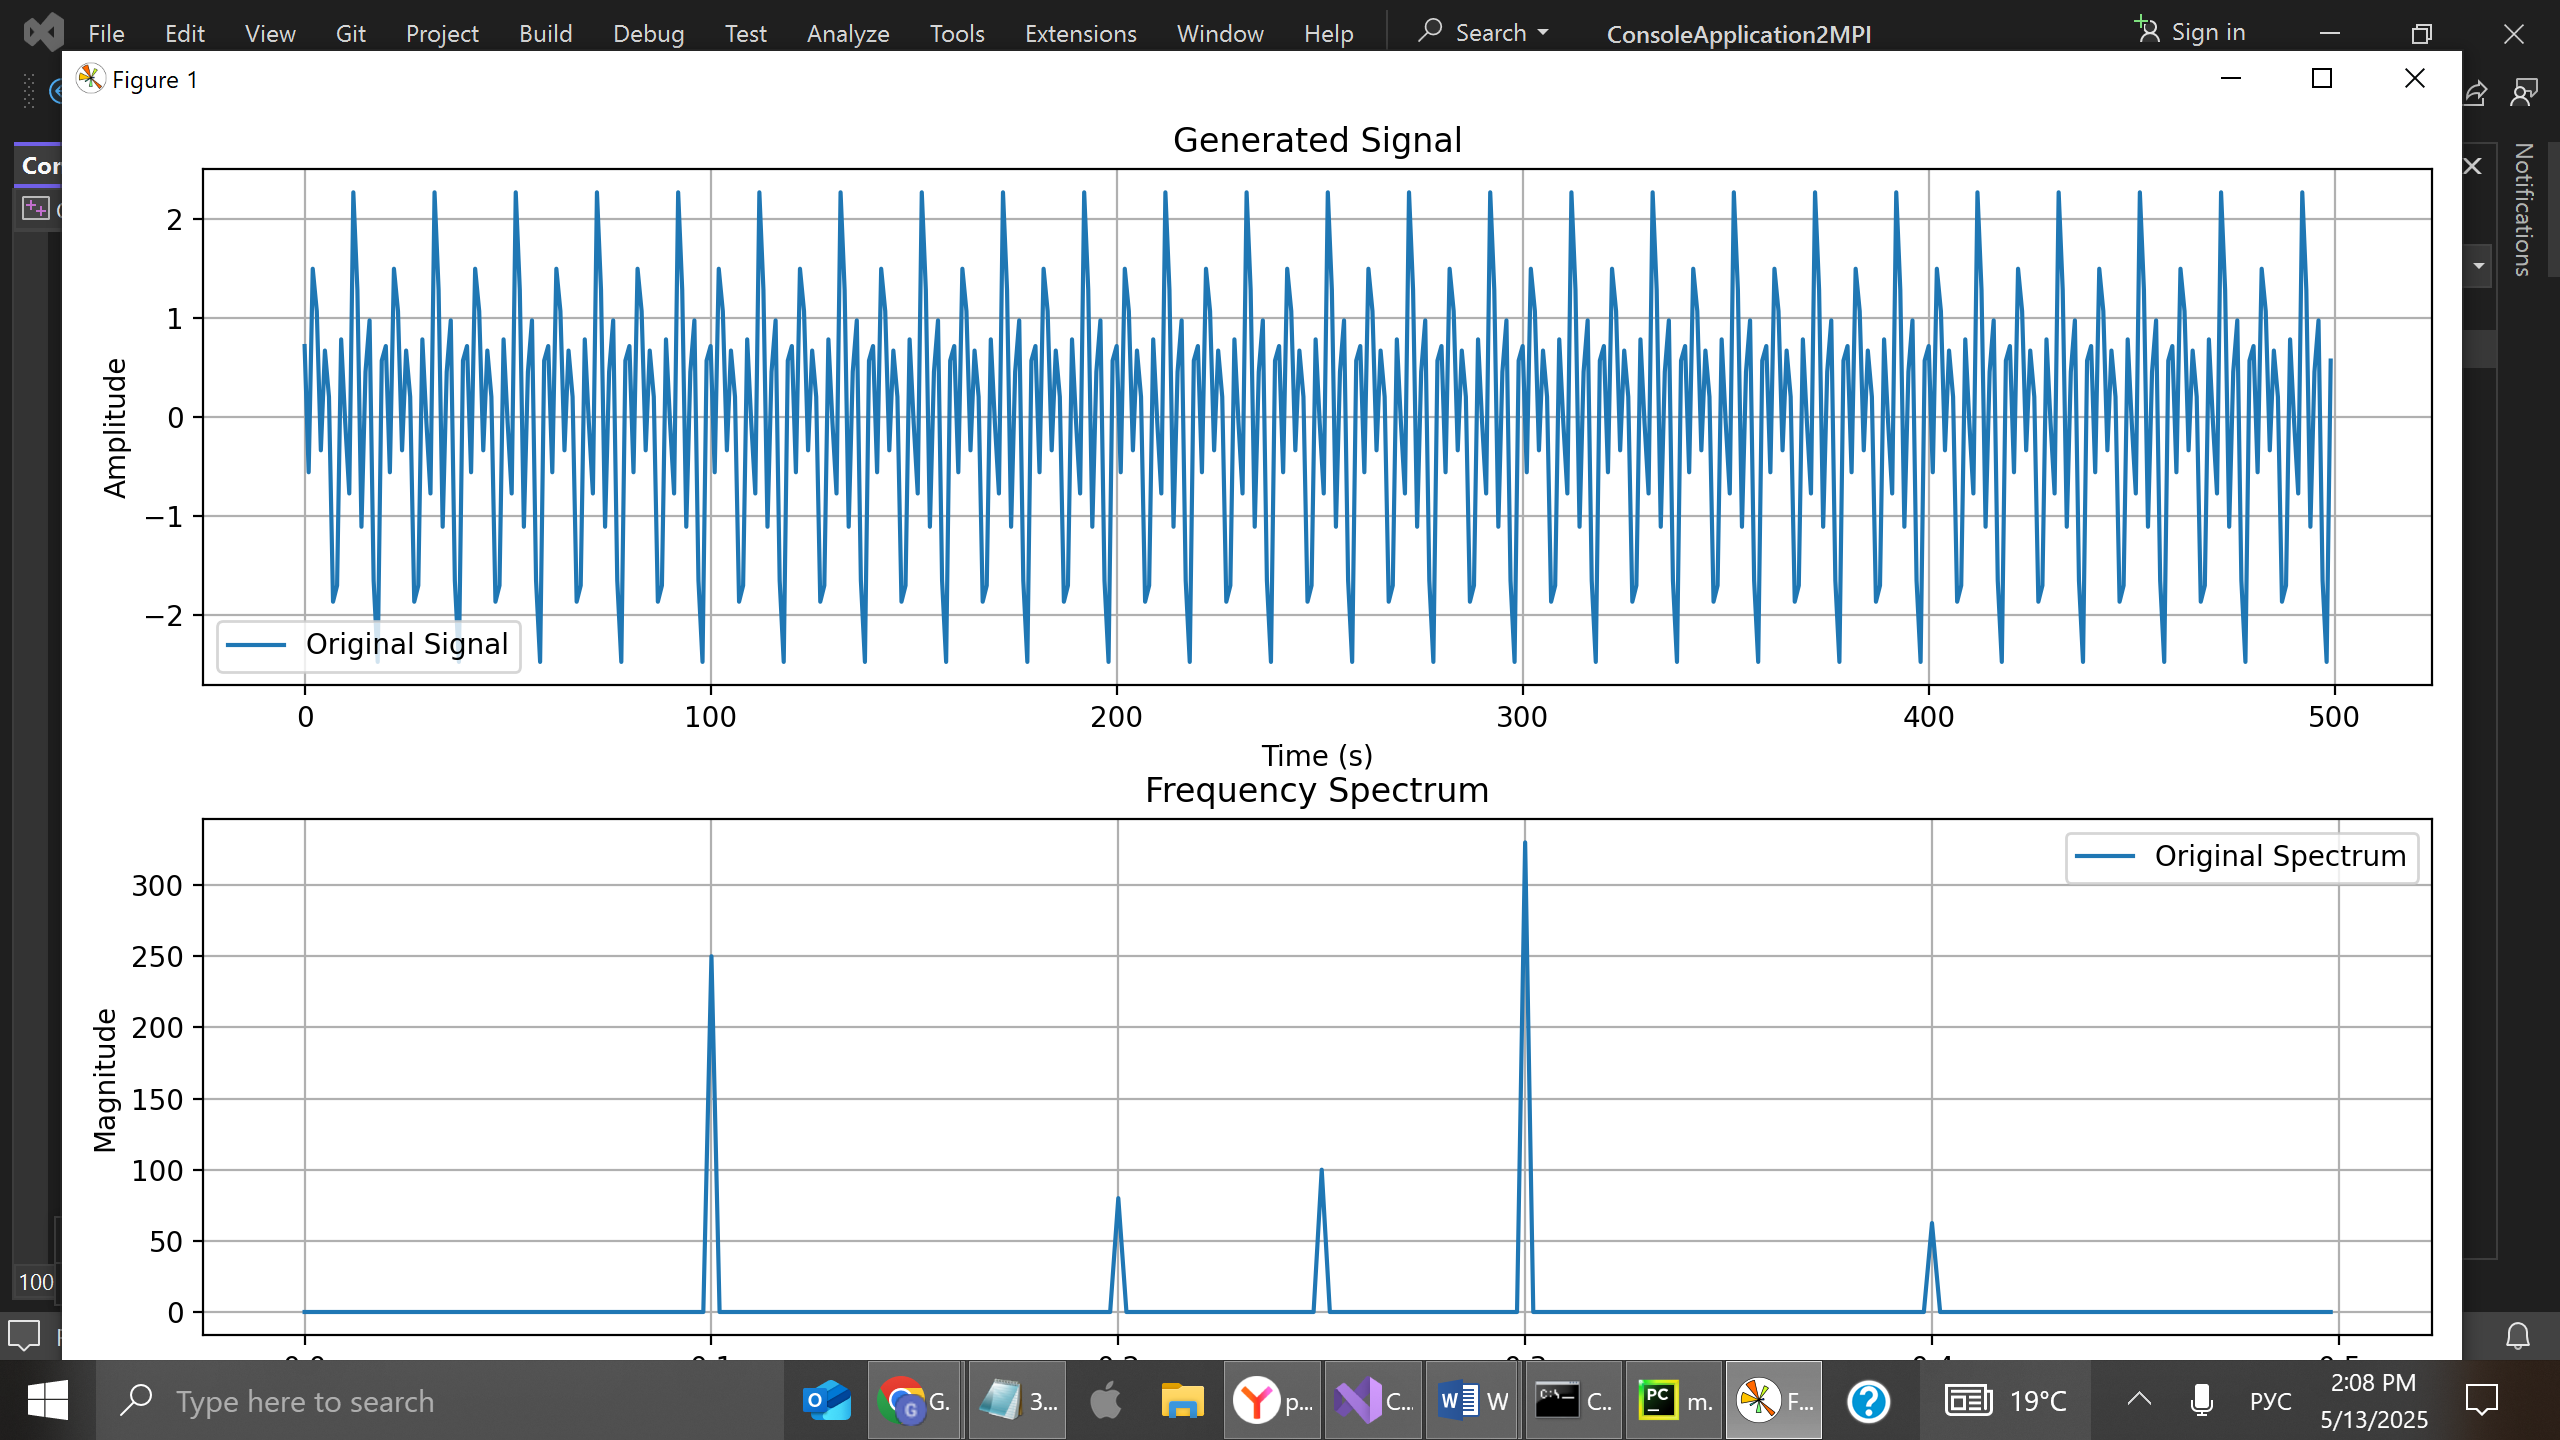 File Edit View Git Project Build Debug Test Analyze Tools Extensions Window Help Search ConsoleApplication2MPI Sign in
Figure 1
Notifications
Generated Signal
Amplitude
2
1
0
−1
−2
Original Signal
0 100 200 300 400 500
Time (s)
Frequency Spectrum
Magnitude
300
250
200
150
100
50
0
Original Spectrum
100
Type here to search
G.
3...
p...
C...
W
C..
m.
F...
19°C
РУС
2:08 PM
5/13/2025